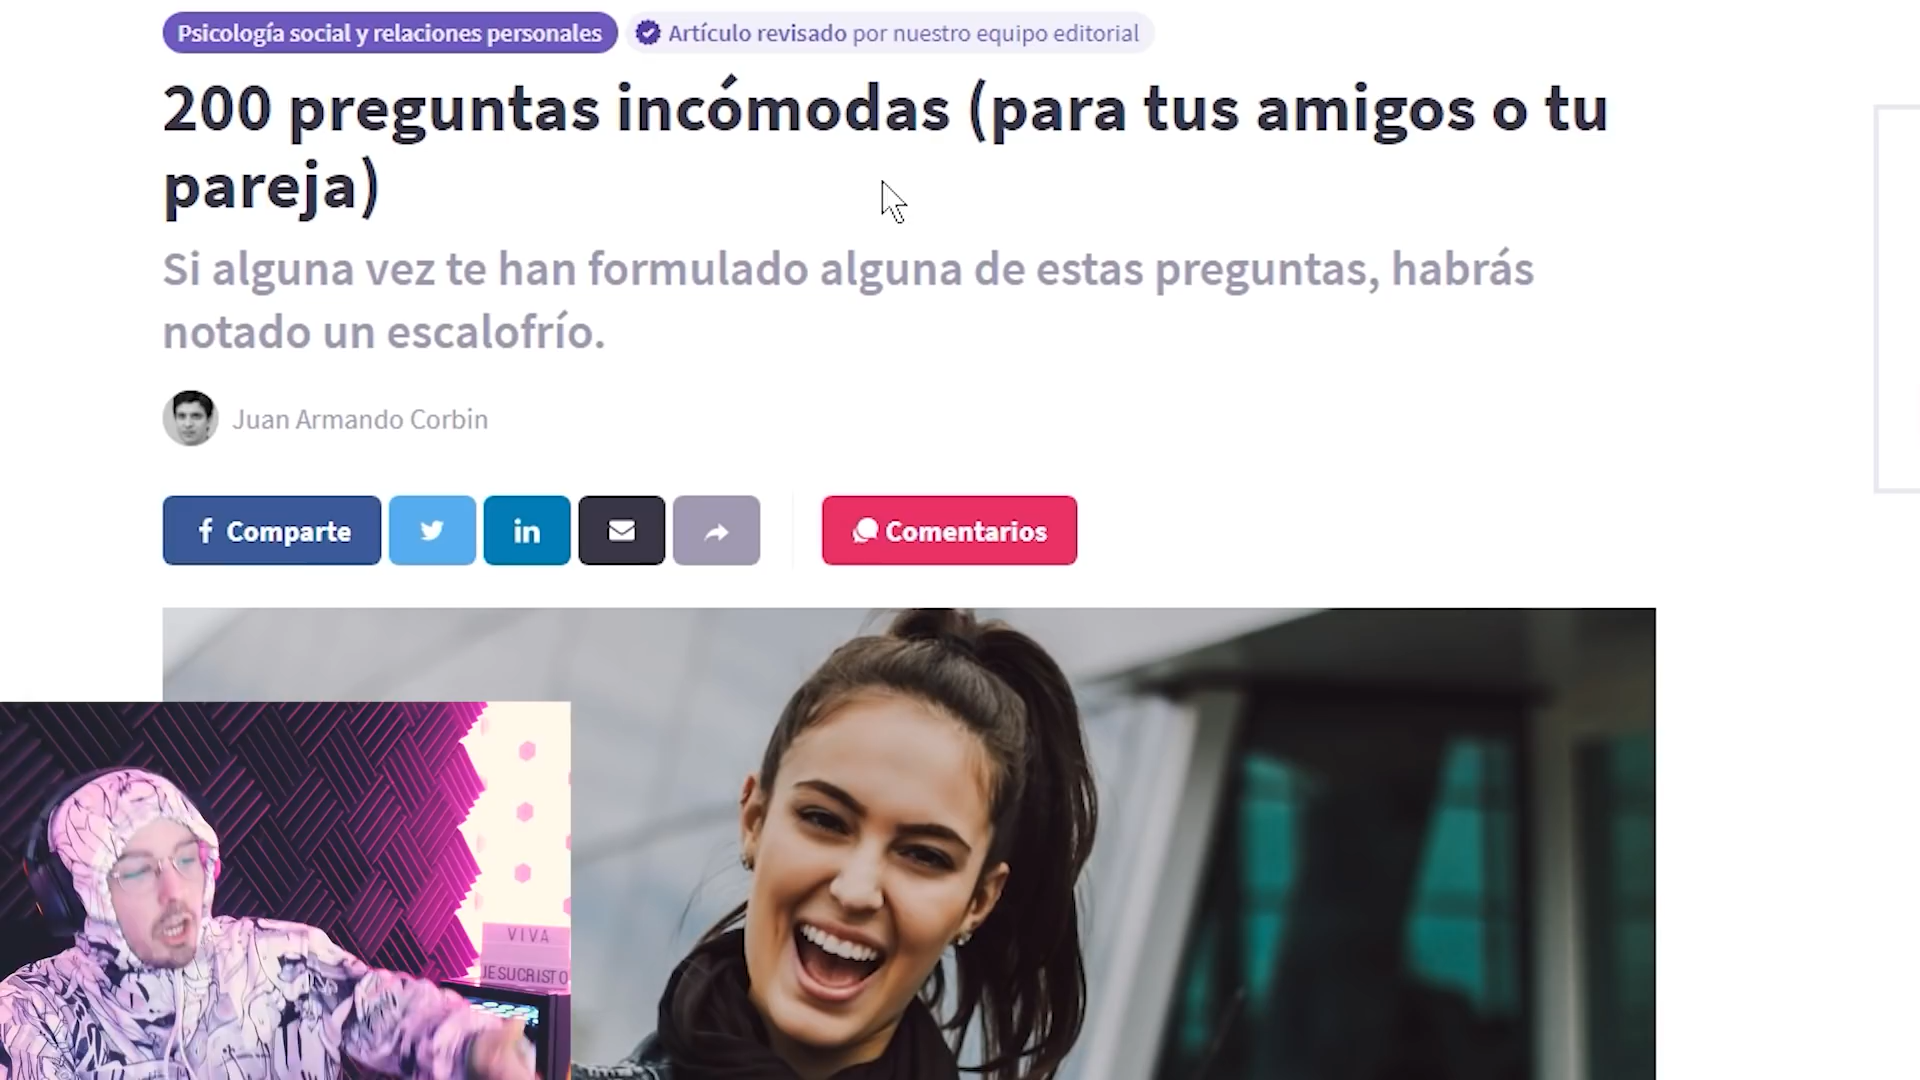 Psicología social y relaciones personales
Artículo revisado por nuestro equipo editorial
200 preguntas incómodas (para tus amigos o tu
pareja)
Si alguna vez te han formulado alguna de estas preguntas, habrás
notado un escalofrío.
Juan Armando Corbin
f Comparte
in
Comentarios
VIVA
JESUCRISTO